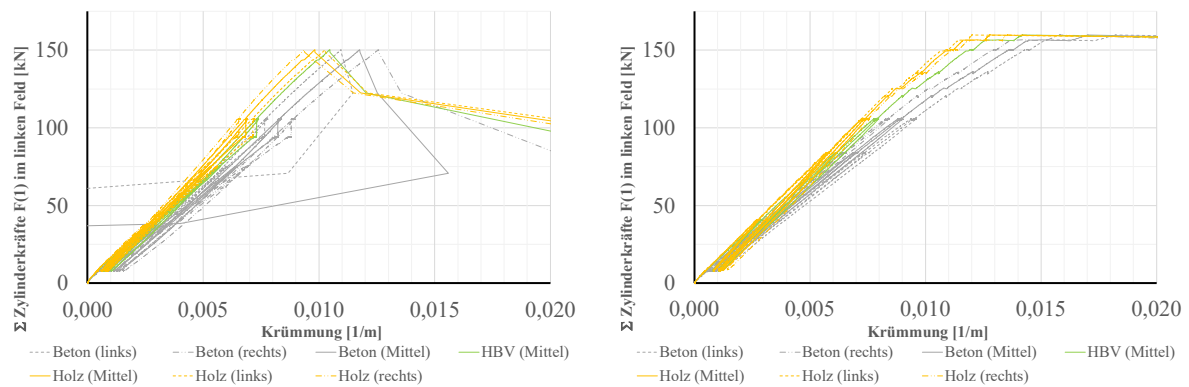 Σ Zylinderkräfte F(1) im linken Feld [kN]
150
100
50
0
0,000 0,005 0,010 0,015 0,020
Krümmung [1/m]
Beton (links) Beton (rechts) Beton (Mittel) HBV (Mittel)
Holz (Mittel) Holz (links) Holz (rechts)
Σ Zylinderkräfte F(1) im linken Feld [kN]
150
100
50
0
0,000 0,005 0,010 0,015 0,020
Krümmung [1/m]
Beton (links) Beton (rechts) Beton (Mittel) HBV (Mittel)
Holz (Mittel) Holz (links) Holz (rechts)